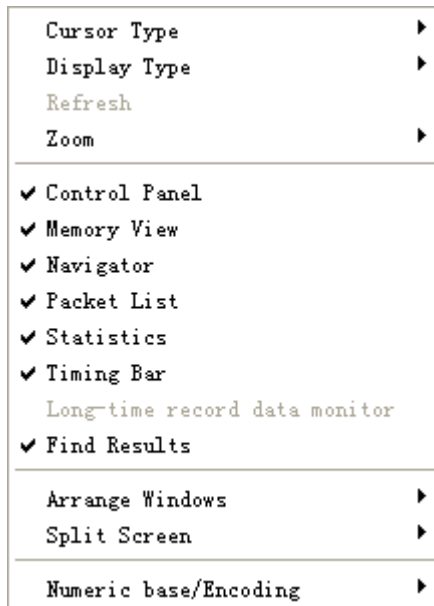 Cursor Type
Display Type
Refresh
Zoom
Control Panel
Memory View
Navigator
Packet List
Statistics
Timing Bar
Long-time record data monitor
Find Results
Arrange Windows
Split Screen
Numeric base/Encoding